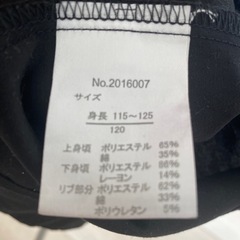 No.2016007
サイズ
身長 115～125
120
上身頃 ポリエステル 65%
綿 35%
下身頃 ポリエステル 86%
レーヨン 14%
リブ部分 ポリエステル 62%
綿 33%
ポリウレタン 5%